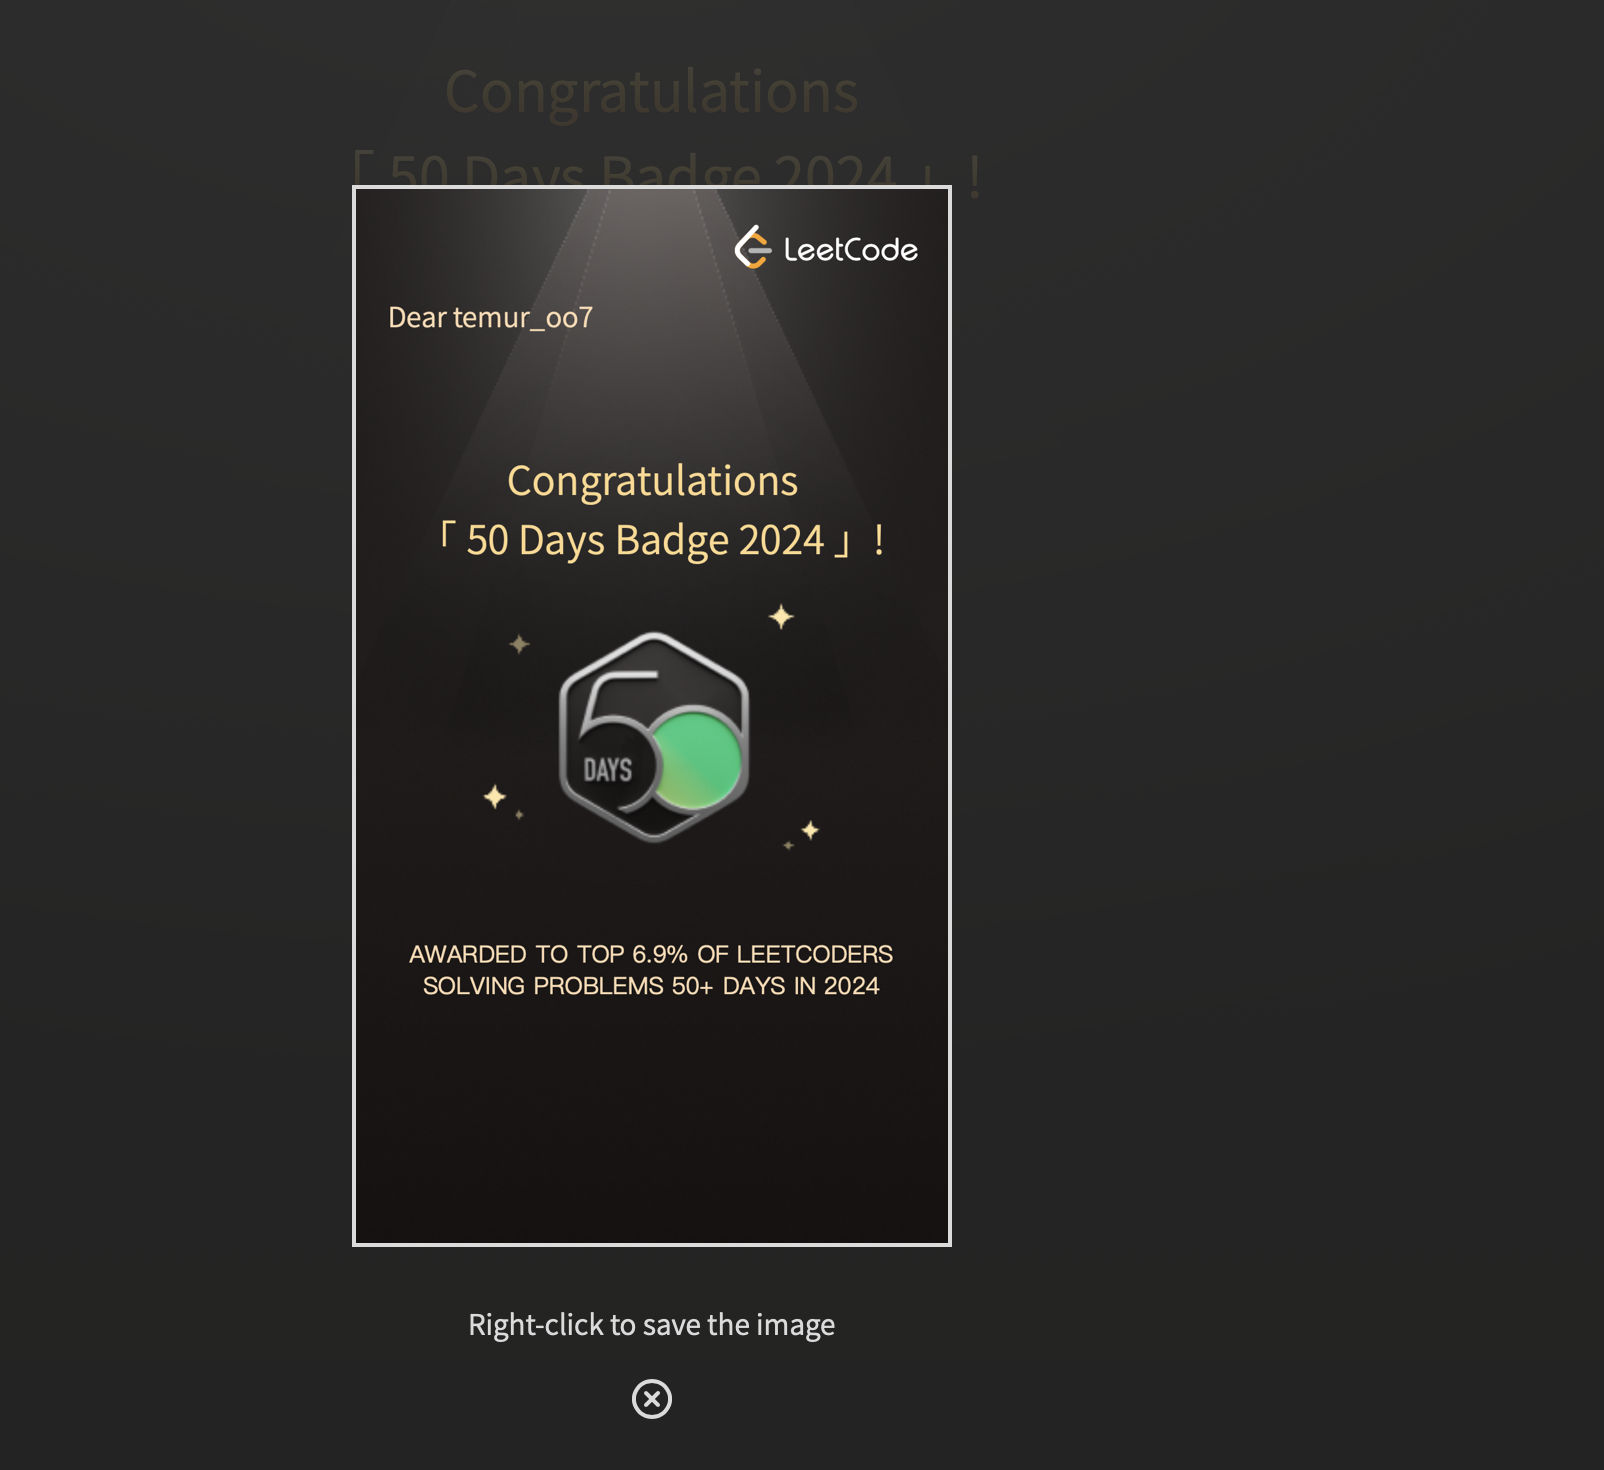 Congratulations
「 50 Days Badge 2024 」 !
LeetCode
Dear temur_oo7
Congratulations
「 50 Days Badge 2024 」 !
50
DAYS
AWARDED TO TOP 6.9% OF LEETCODERS
SOLVING PROBLEMS 50+ DAYS IN 2024
Right-click to save the image